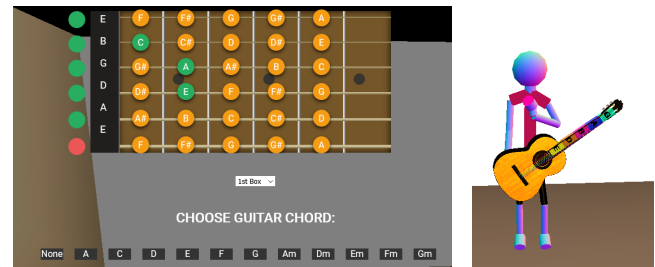 E F F# G G# A
B C C# D D# E
G G# A A# B C
D D# E F F# G
A A# B C C# D
E F F# G G# A
1st Box
CHOOSE GUITAR CHORD:
None A C D E F G Am Dm Em Fm Gm